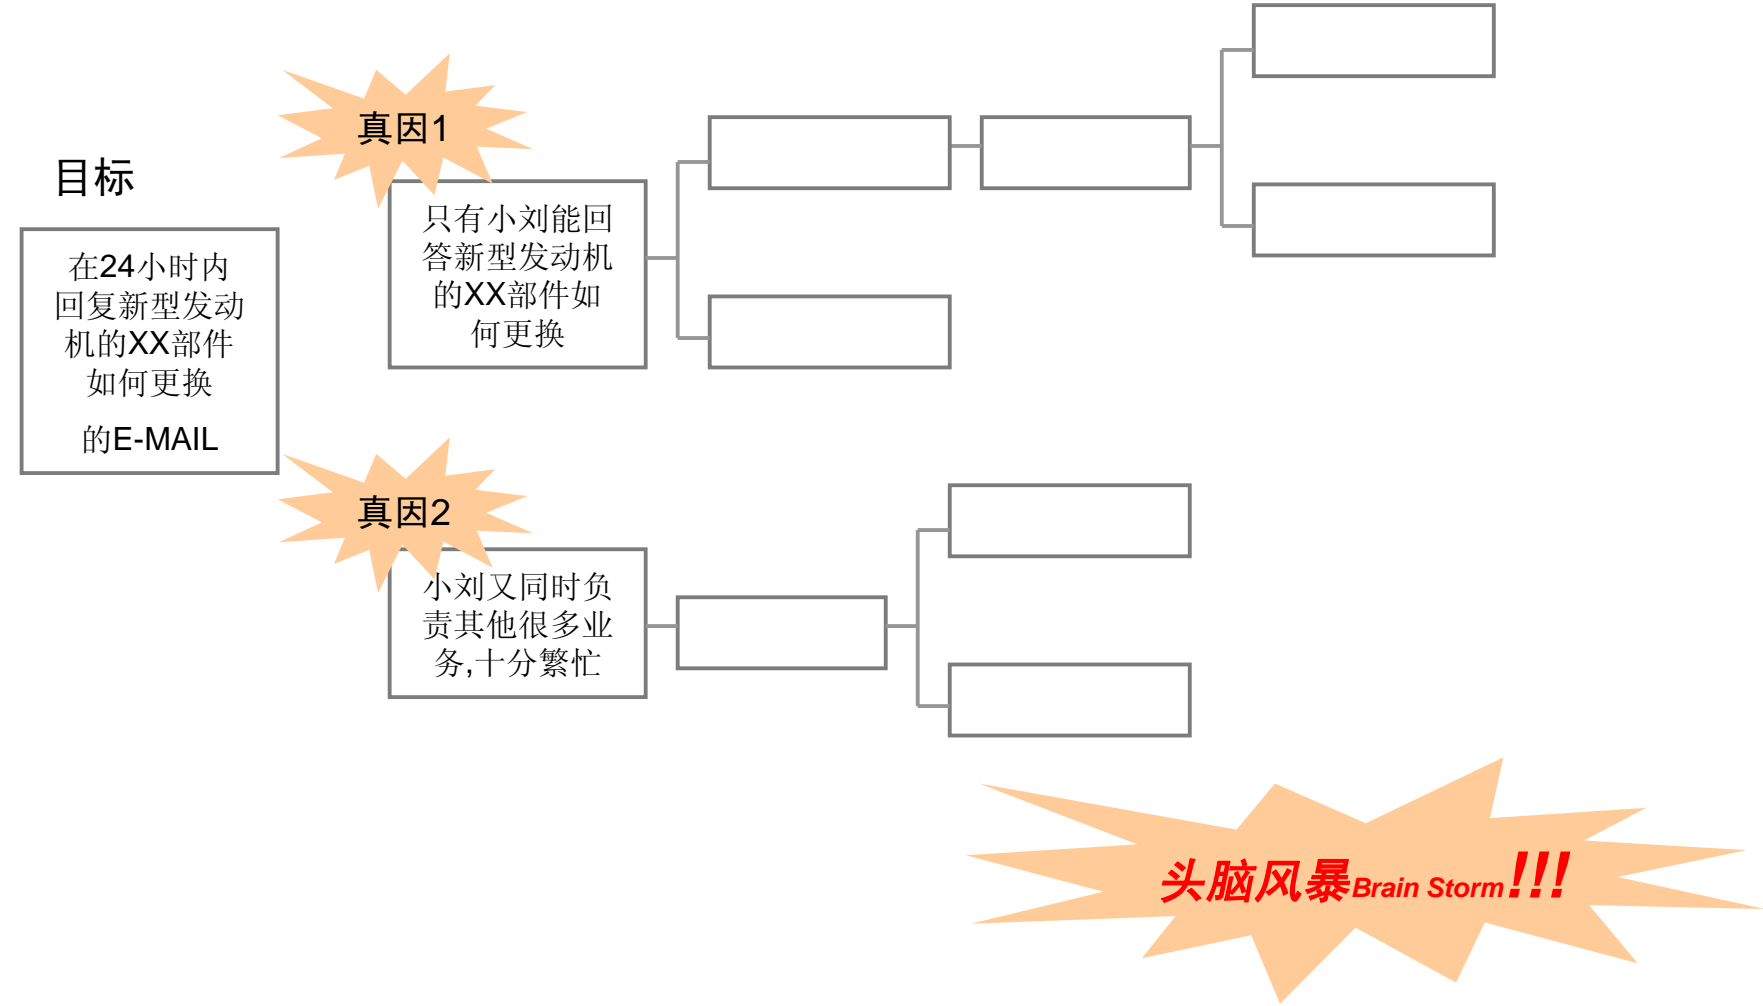 目标
在24小时内
回复新型发动
机的XX部件
如何更换
的E-MAIL
真因1
只有小刘能回
答新型发动机
的XX部件如
何更换
真因2
小刘又同时负
责其他很多业
务,十分繁忙
头脑风暴Brain Storm!!!